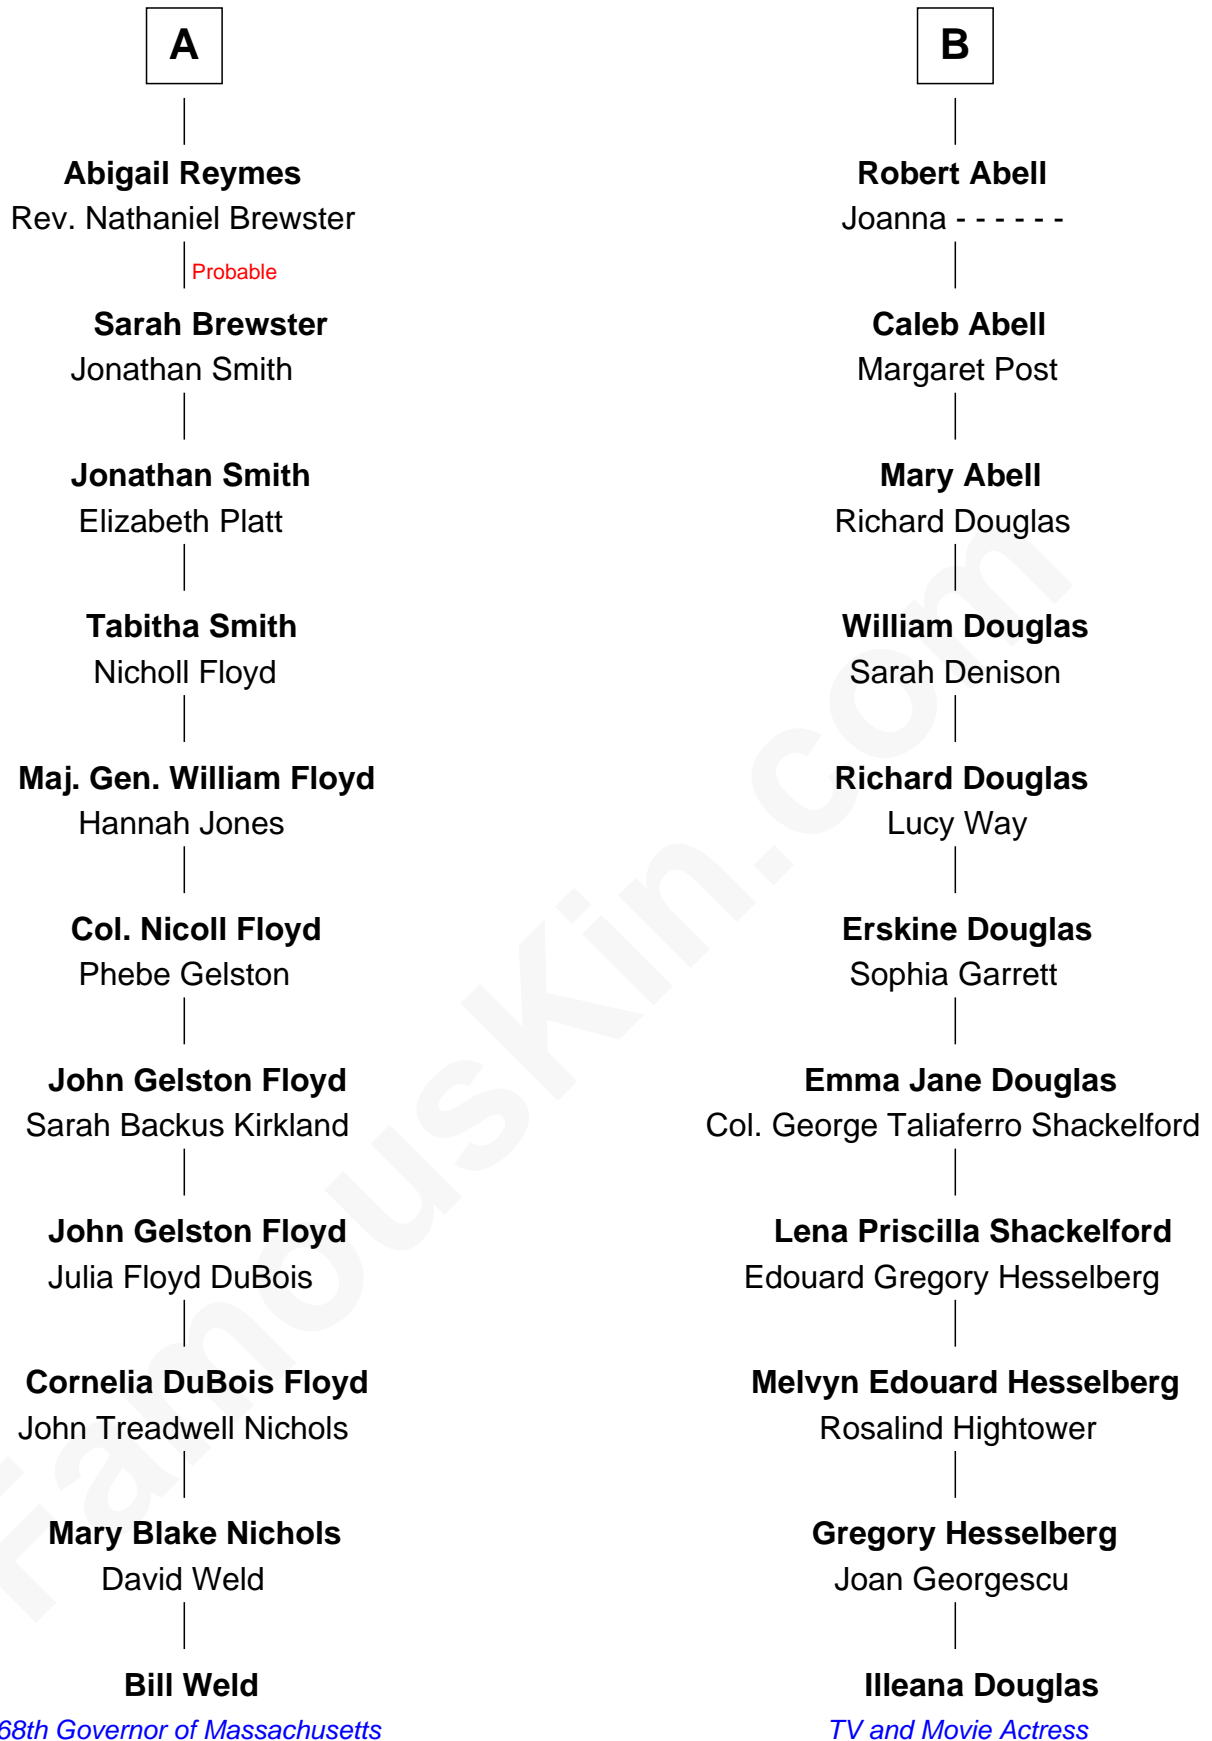 A
Abigail Reymes
Rev. Nathaniel Brewster
Probable
Sarah Brewster
Jonathan Smith
Jonathan Smith
Elizabeth Platt
Tabitha Smith
Nicholl Floyd
Maj. Gen. William Floyd
Hannah Jones
Col. Nicoll Floyd
Phebe Gelston
John Gelston Floyd
Sarah Backus Kirkland
John Gelston Floyd
Julia Floyd DuBois
Cornelia DuBois Floyd
John Treadwell Nichols
Mary Blake Nichols
David Weld
Bill Weld
68th Governor of Massachusetts
B
Robert Abell
Joanna - - - - - -
Caleb Abell
Margaret Post
Mary Abell
Richard Douglas
William Douglas
Sarah Denison
Richard Douglas
Lucy Way
Erskine Douglas
Sophia Garrett
Emma Jane Douglas
Col. George Taliaferro Shackelford
Lena Priscilla Shackelford
Edouard Gregory Hesselberg
Melvyn Edouard Hesselberg
Rosalind Hightower
Gregory Hesselberg
Joan Georgescu
Illeana Douglas
TV and Movie Actress
FamousKin.com